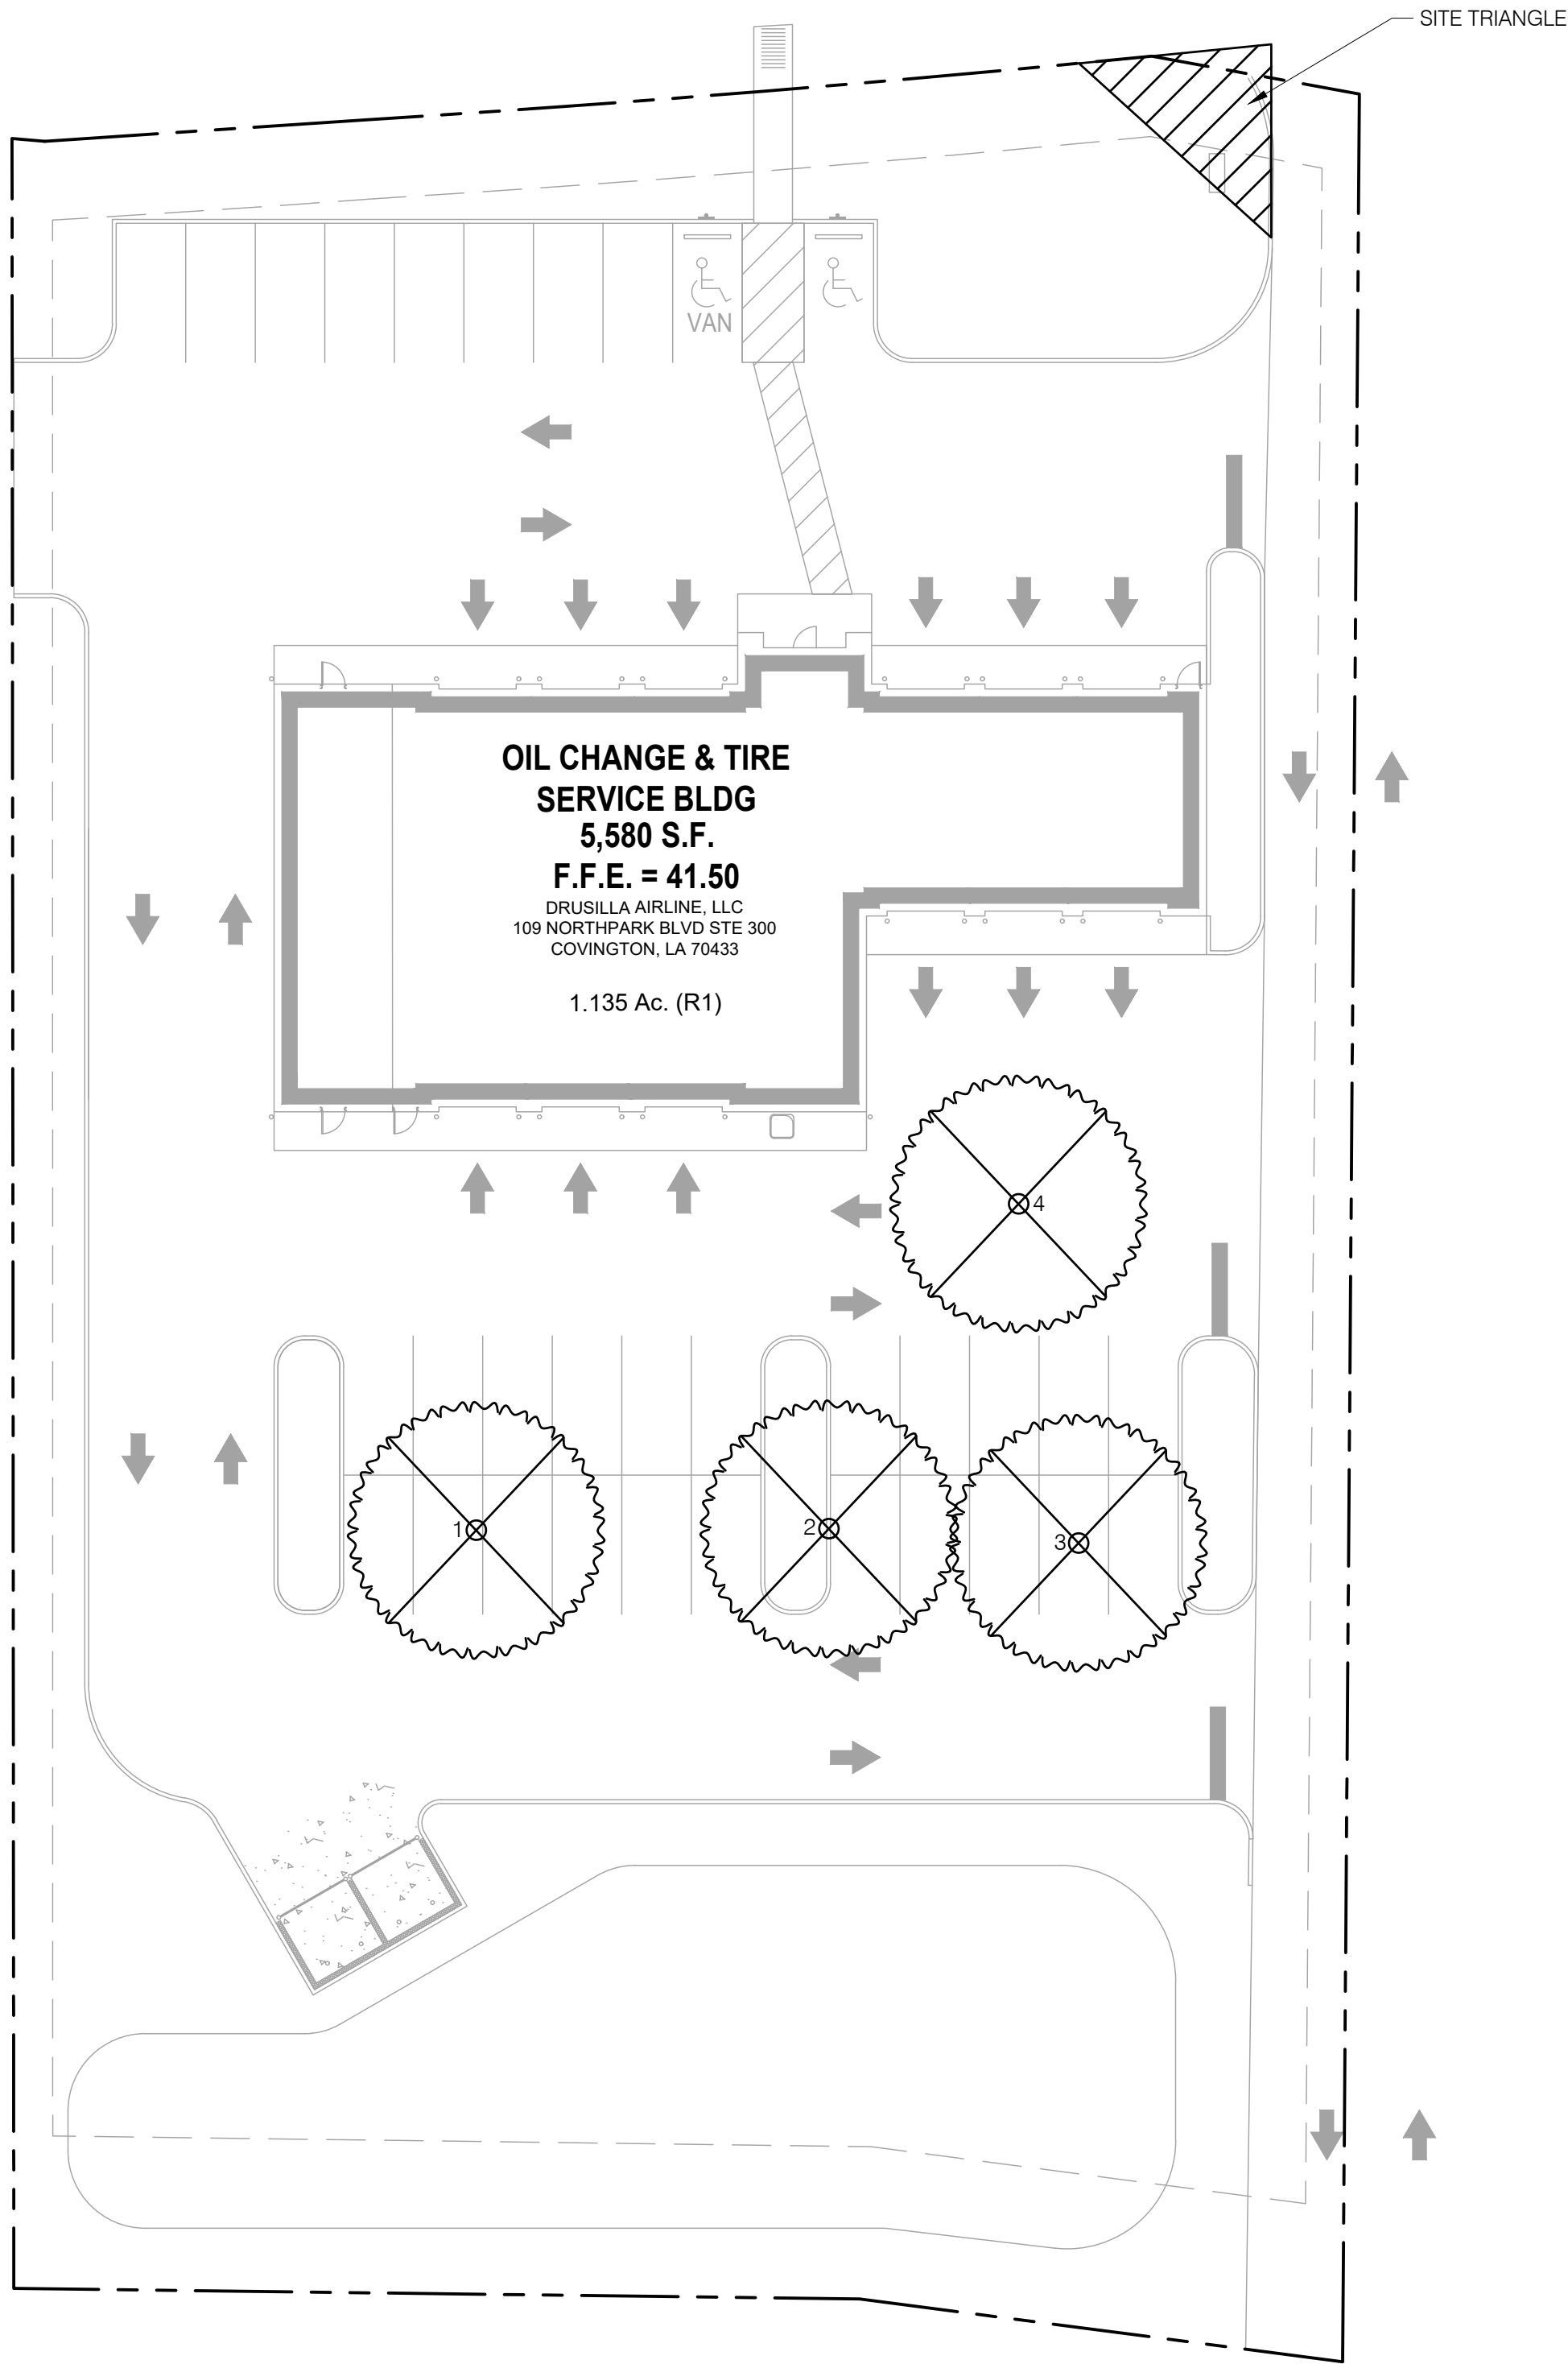 SITE TRIANGLE
VAN
OIL CHANGE & TIRE
SERVICE BLDG
5,580 S.F.
F.F.E. = 41.50
DRUSILLA AIRLINE, LLC
109 NORTHPARK BLVD STE 300
COVINGTON, LA 70433
1.135 Ac. (R1)
4
1
2
3